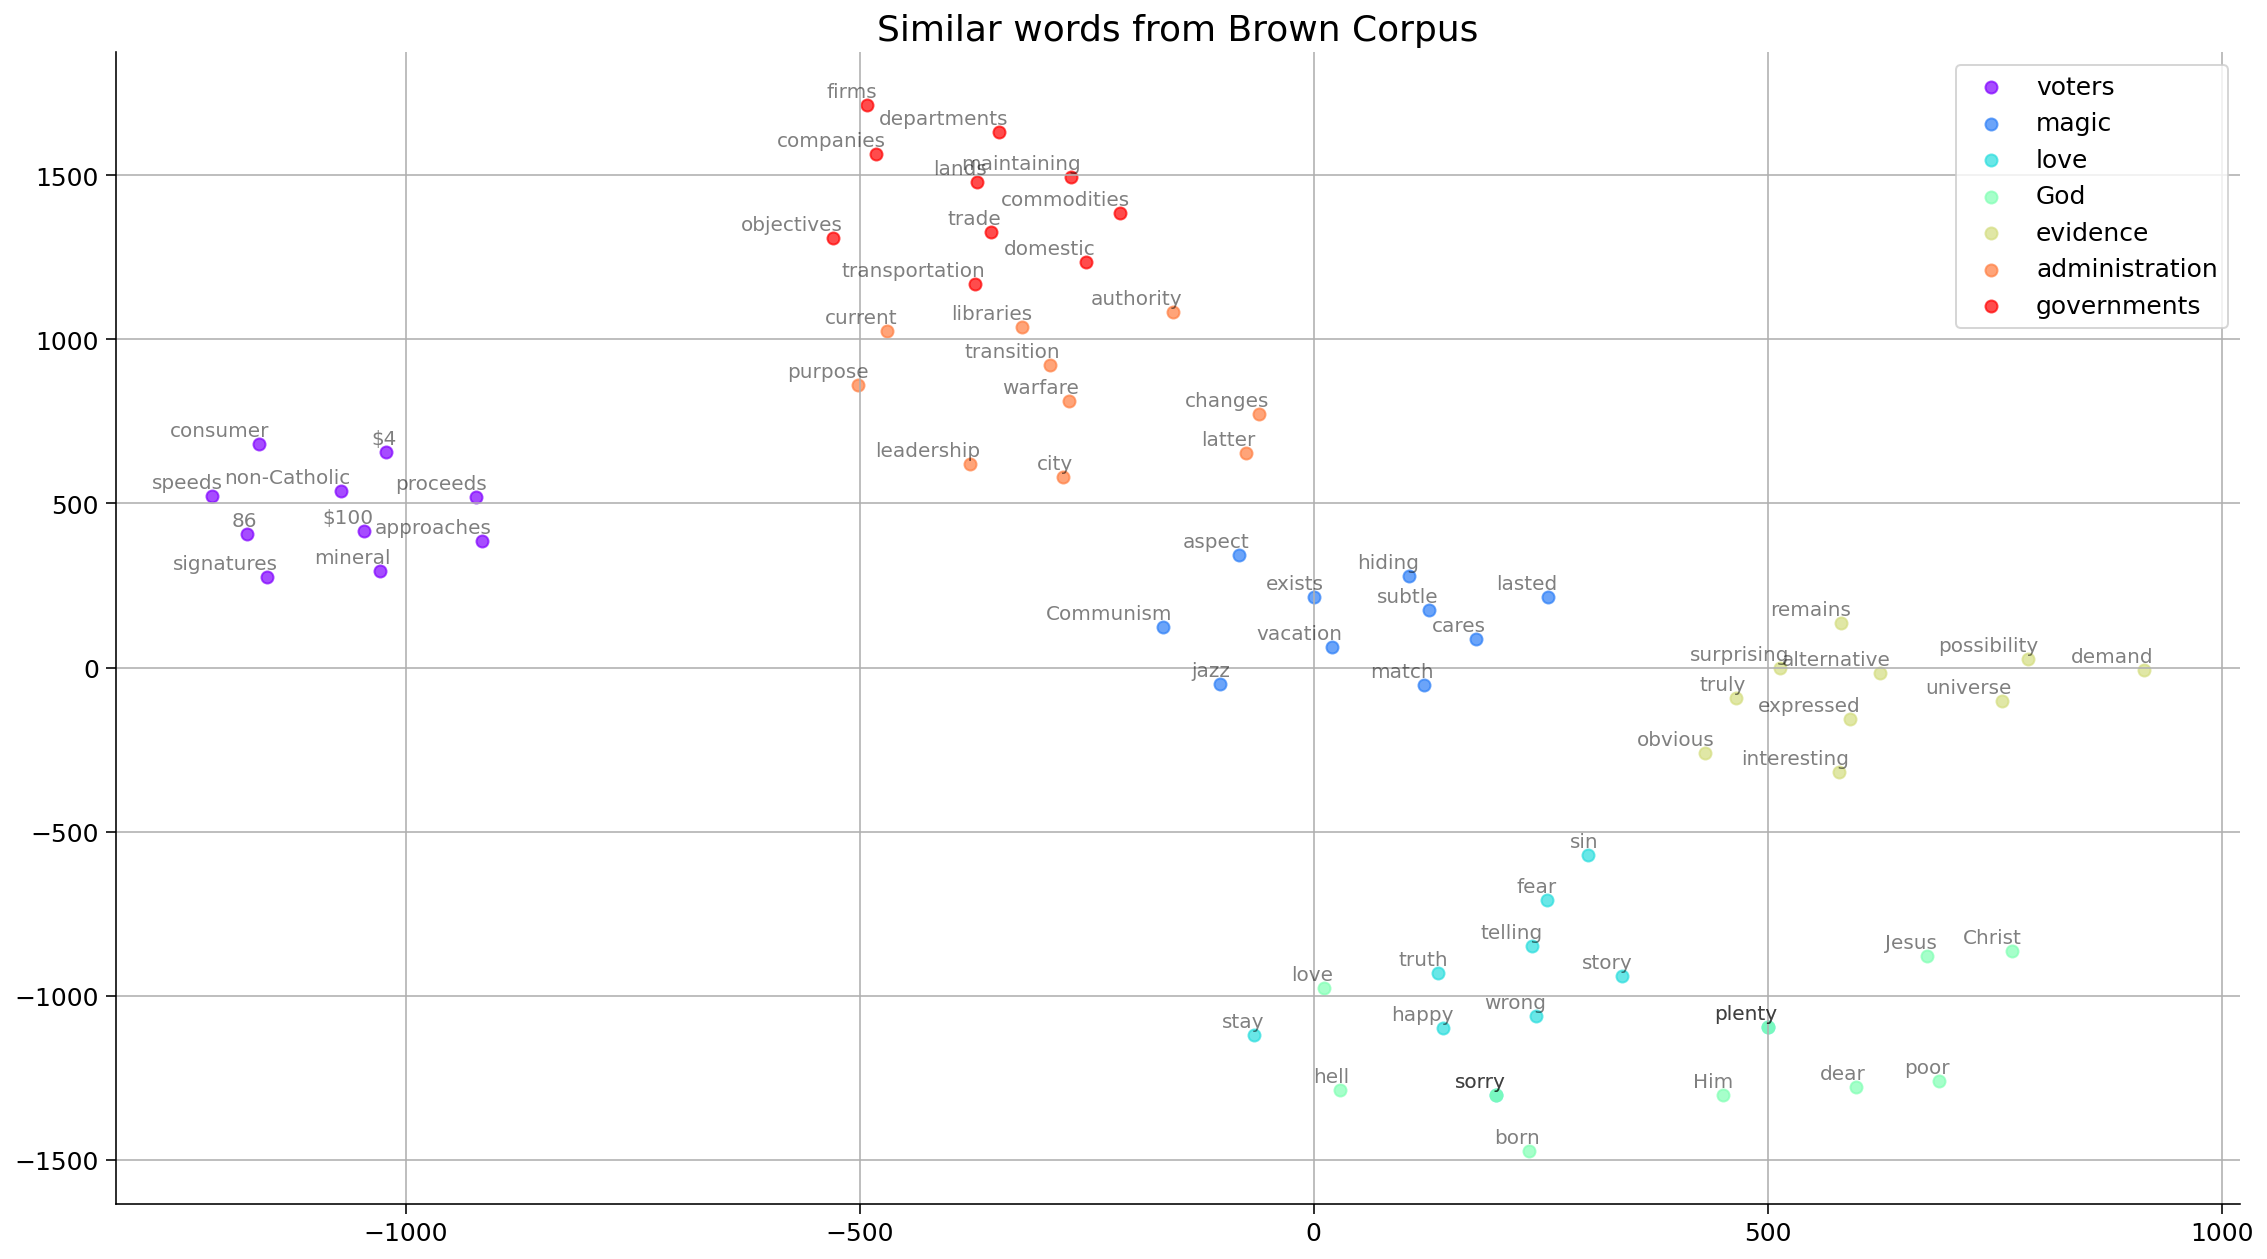 Similar words from Brown Corpus
voters
magic
love
God
evidence
administration
governments
firms
departments
companies
lands
maintaining
commodities
objectives
trade
domestic
transportation
authority
current
libraries
transition
purpose
warfare
changes
consumer
$4
latter
leadership
city
speeds
non-Catholic
proceeds
86
$100
approaches
signatures
mineral
aspect
hiding
exists
subtle
lasted
Communism
vacation
cares
remains
jazz
match
surprising
alternative
possibility
demand
truly
universe
expressed
obvious
interesting
sin
fear
telling
truth
story
Jesus
Christ
love
wrong
stay
happy
plenty
hell
sorry
Him
dear
poor
born
1500
1000
500
0
−500
−1000
−1500
−1000
−500
0
500
1000